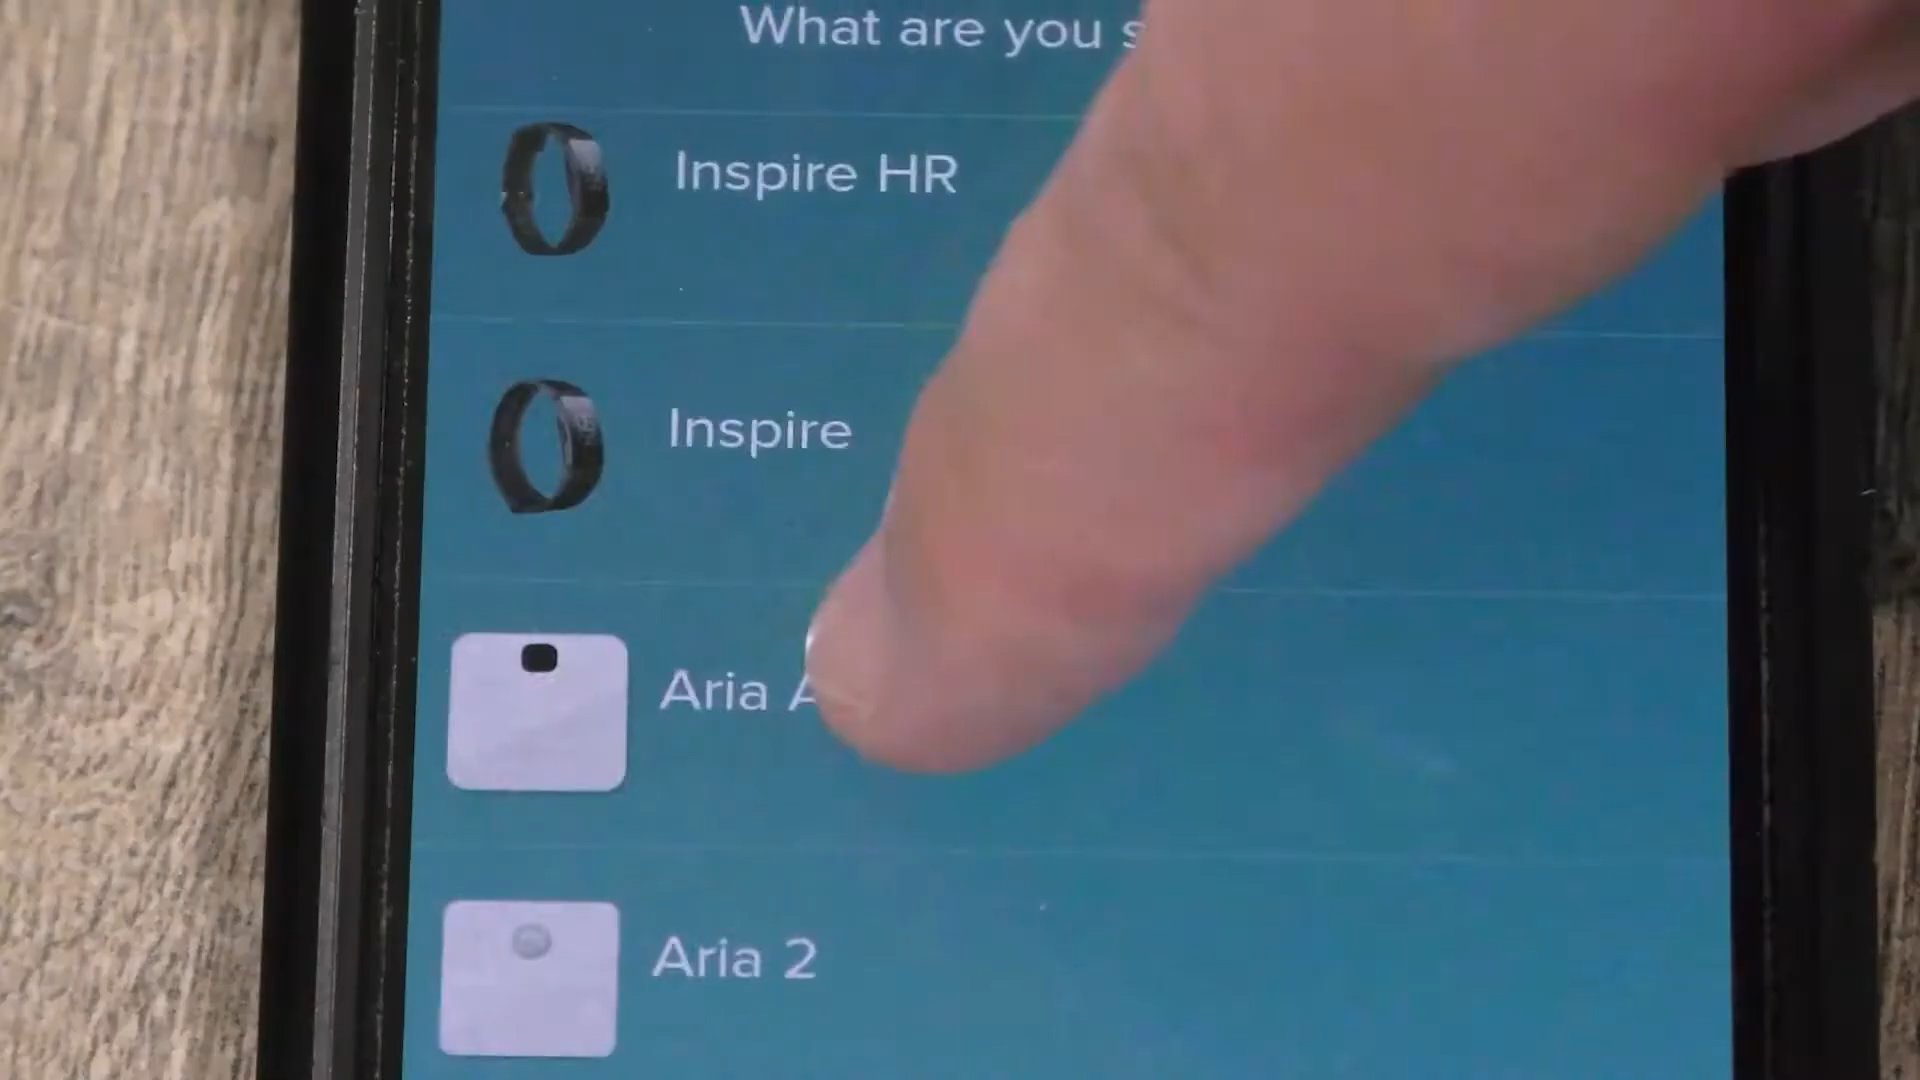 What are you
Inspire HR
Inspire
Aria
Aria 2